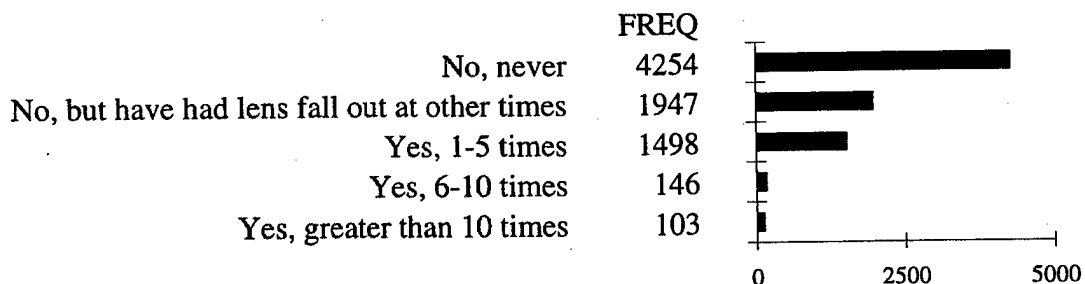 FREQ
No, never 4254
No, but have had lens fall out at other times 1947
Yes, 1-5 times 1498
Yes, 6-10 times 146
Yes, greater than 10 times 103
0 2500 5000